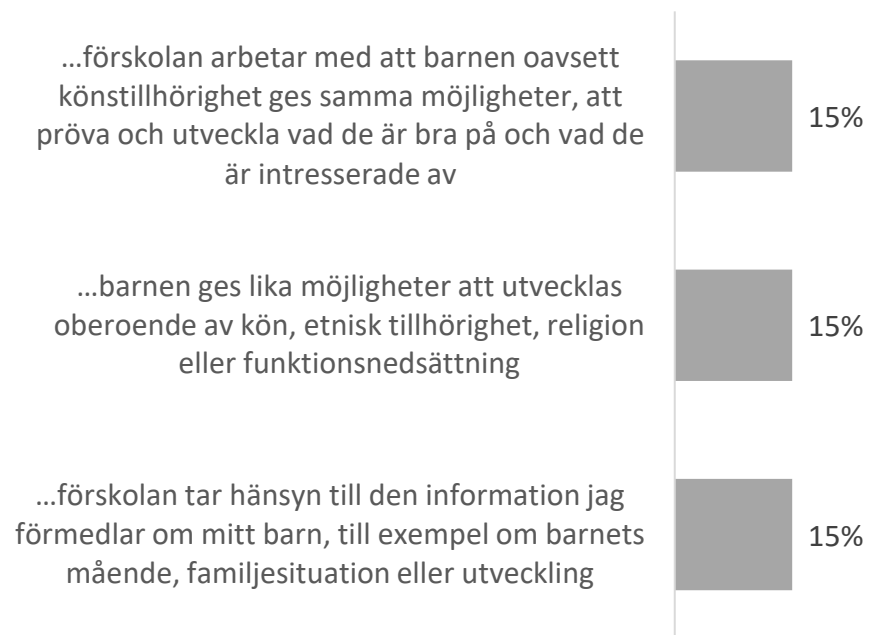 …förskolan arbetar med att barnen oavsett
könstillhörighet ges samma möjligheter, att
pröva och utveckla vad de är bra på och vad de
är intresserade av
15%
…barnen ges lika möjligheter att utvecklas
oberoende av kön, etnisk tillhörighet, religion
eller funktionsnedsättning
15%
…förskolan tar hänsyn till den information jag
förmedlar om mitt barn, till exempel om barnets
mående, familjesituation eller utveckling
15%